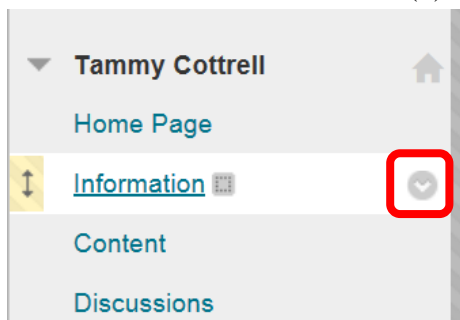 Tammy Cottrell
Home Page
Information
Content
Discussions